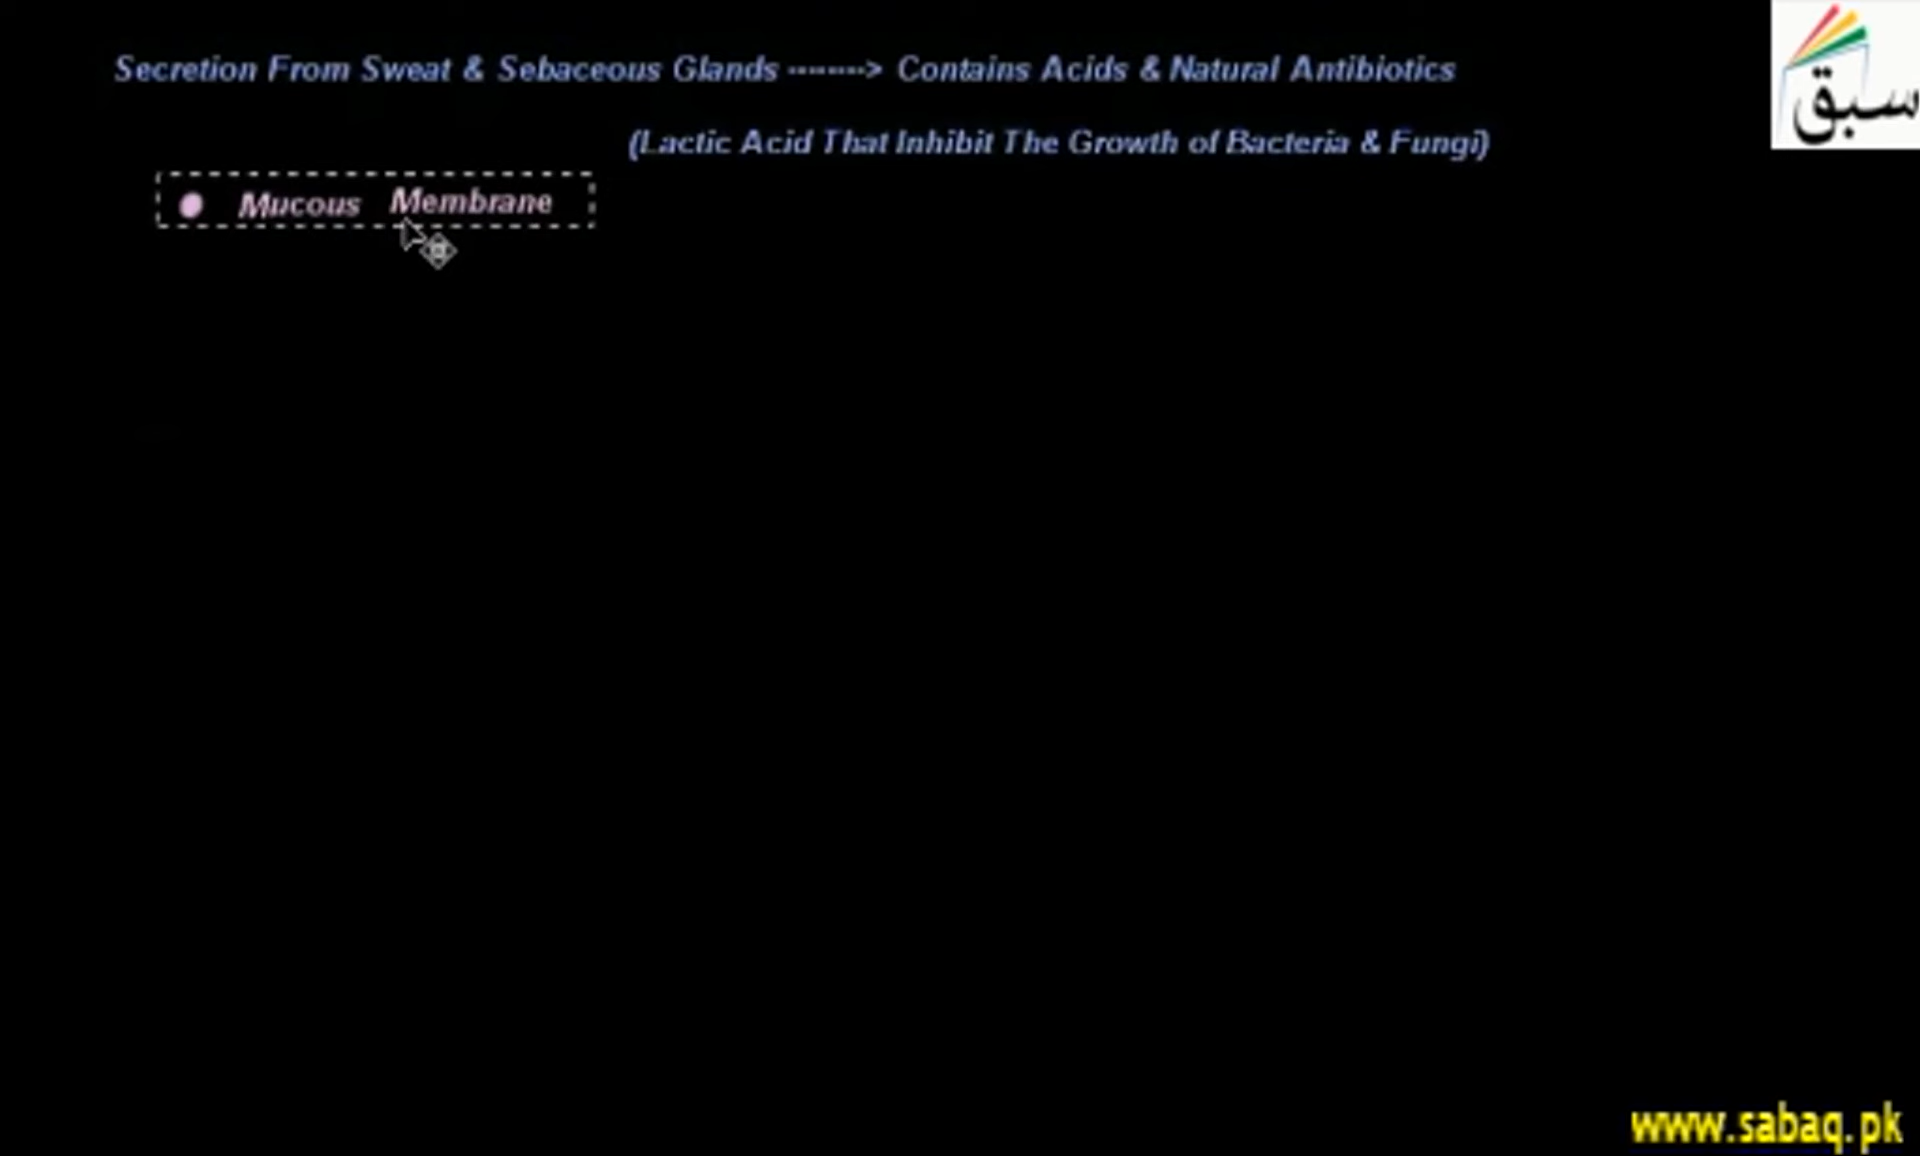 Secretion From Sweat & Sebaceous Glands --------> Contains Acids & Natural Antibiotics
(Lactic Acid That Inhibit The Growth of Bacteria & Fungi)
● Mucous Membrane
سبق
www.sabaq.pk